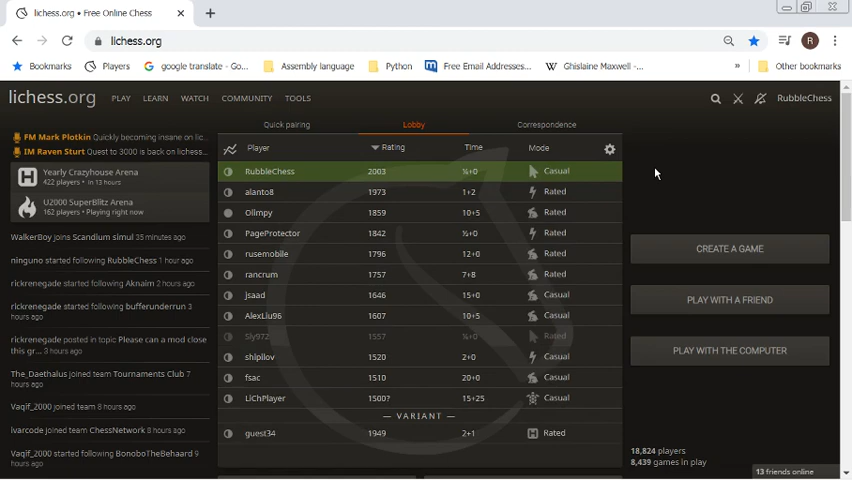 lichess.org • Free Online Chess
lichess.org
Bookmarks
Players
google translate - Go...
Assembly language
Python
Free Email Addresses...
Ghislaine Maxwell –...
»
Other bookmarks
R
lichess.org
PLAY LEARN WATCH COMMUNITY TOOLS
RubbleChess
FM Mark Plotkin Quickly becoming insane on lic...
IM Raven Sturt Quest to 3000 is back on lichess...
Yearly Crazyhouse Arena
422 players • in 13 hours
U2000 SuperBlitz Arena
162 players • Playing right now
WalkerBoy joins Scandium simul 35 minutes ago
ninguno started following RubbleChess 1 hour ago
rickrenegade started following Aknaim 2 hours ago
rickrenegade started following bufferunderrun 3
hours ago
rickrenegade posted in topic Please can a mod close
this gr... 3 hours ago
The_Daethalus joined team Tournaments Club 7
hours ago
Vaqif_2000 joined team 8 hours ago
lvarcode joined team ChessNetwork 8 hours ago
Vaqif_2000 started following BonoboTheBehaard 9
hours ago
Quick pairing Lobby Correspondence
Player Rating Time Mode
RubbleChess 2003 ¼+0 Casual
alanto8 1973 1+2 Rated
Olimpy 1859 10+5 Rated
PageProtector 1842 ½+0 Rated
rusemobile 1796 12+0 Rated
rancrum 1757 7+8 Rated
jsaad 1646 15+0 Casual
AlexLiu96 1607 10+5 Casual
Sly972 1557 ¼+0 Rated
shipilov 1520 2+0 Casual
fsac 1510 20+0 Casual
LiChPlayer 1500? 15+25 Casual
— VARIANT —
guest34 1949 2+1 Rated
CREATE A GAME
PLAY WITH A FRIEND
PLAY WITH THE COMPUTER
18,824 players
8,439 games in play
13 friends online